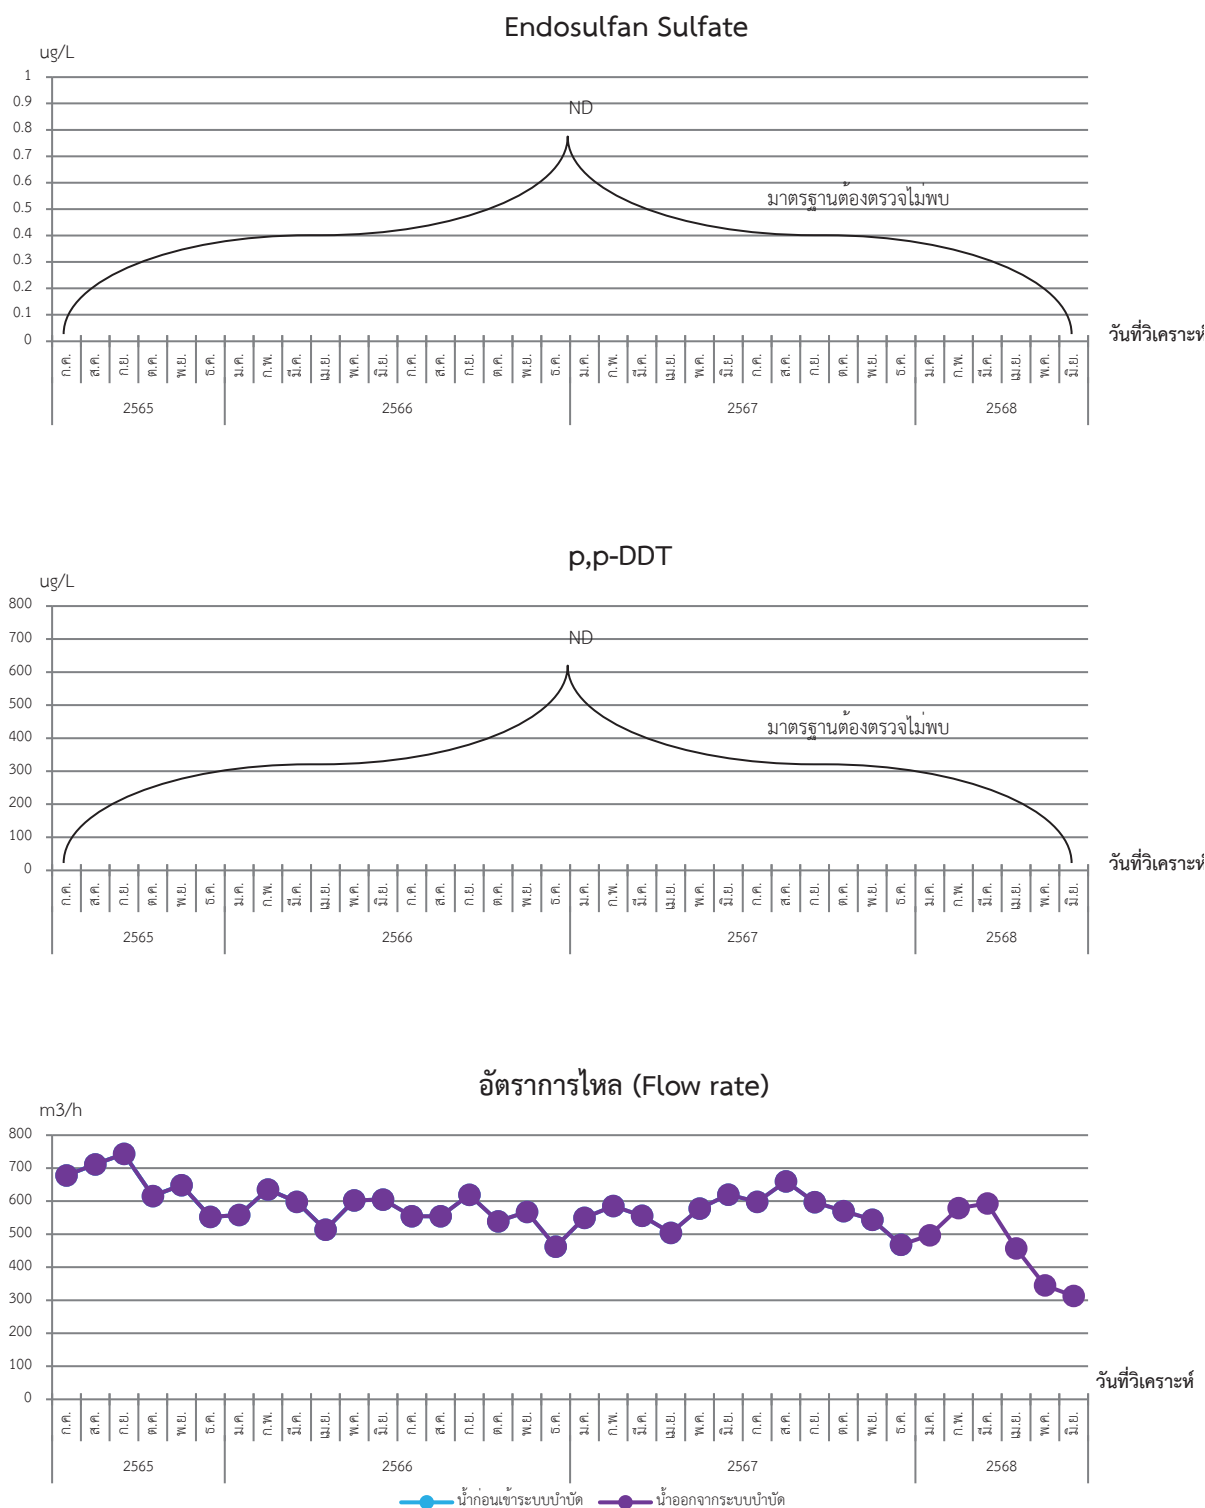 Endosulfan Sulfate
ug/L
1
0.9
0.8
0.7
0.6
0.5
0.4
0.3
0.2
0.1
0
ND
มาตรฐานต้องตรวจไม่พบ
วันที่วิเคราะห์
ก.ค. ส.ค. ก.ย. ต.ค. พ.ย. ธ.ค. ม.ค. ก.พ. มี.ค. เม.ย. พ.ค. มิ.ย. ก.ค. ส.ค. ก.ย. ต.ค. พ.ย. ธ.ค. ม.ค. ก.พ. มี.ค. เม.ย. พ.ค. มิ.ย. ก.ค. ส.ค. ก.ย. ต.ค. พ.ย. ธ.ค. ม.ค. ก.พ. มี.ค. เม.ย. พ.ค. มิ.ย.
2565 2566 2567 2568
p,p-DDT
ug/L
800
700
600
500
400
300
200
100
0
ND
มาตรฐานต้องตรวจไม่พบ
วันที่วิเคราะห์
ก.ค. ส.ค. ก.ย. ต.ค. พ.ย. ธ.ค. ม.ค. ก.พ. มี.ค. เม.ย. พ.ค. มิ.ย. ก.ค. ส.ค. ก.ย. ต.ค. พ.ย. ธ.ค. ม.ค. ก.พ. มี.ค. เม.ย. พ.ค. มิ.ย. ก.ค. ส.ค. ก.ย. ต.ค. พ.ย. ธ.ค. ม.ค. ก.พ. มี.ค. เม.ย. พ.ค. มิ.ย.
2565 2566 2567 2568
อัตราการไหล (Flow rate)
m3/h
800
700
600
500
400
300
200
100
0
วันที่วิเคราะห์
ก.ค. ส.ค. ก.ย. ต.ค. พ.ย. ธ.ค. ม.ค. ก.พ. มี.ค. เม.ย. พ.ค. มิ.ย. ก.ค. ส.ค. ก.ย. ต.ค. พ.ย. ธ.ค. ม.ค. ก.พ. มี.ค. เม.ย. พ.ค. มิ.ย. ก.ค. ส.ค. ก.ย. ต.ค. พ.ย. ธ.ค. ม.ค. ก.พ. มี.ค. เม.ย. พ.ค. มิ.ย.
2565 2566 2567 2568
น้ำก่อนเข้าระบบบำบัด น้ำออกจากระบบบำบัด